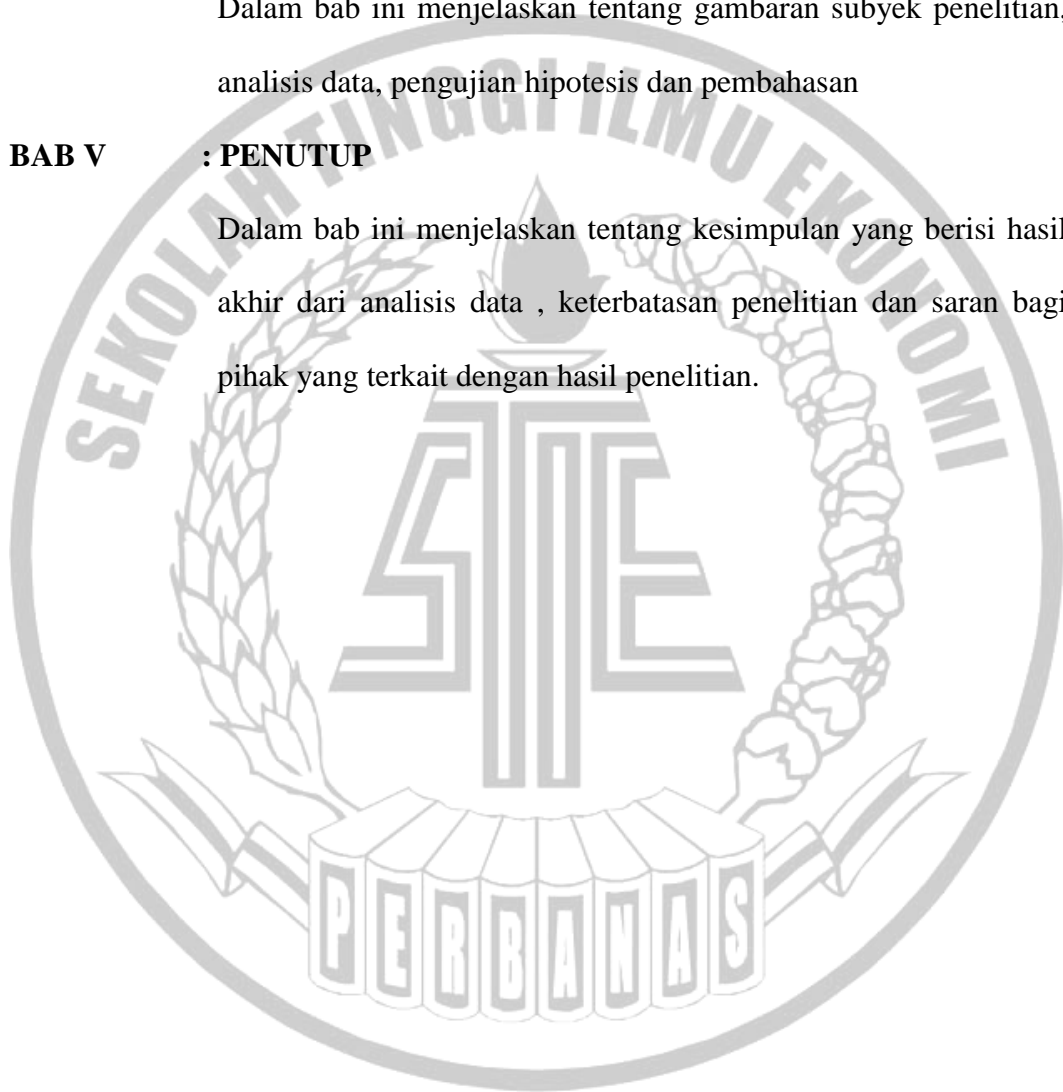 Dalam bab ini menjelaskan tentang gambaran subyek penelitian,
analisis data, pengujian hipotesis dan pembahasan
BAB V : PENUTUP
Dalam bab ini menjelaskan tentang kesimpulan yang berisi hasil
akhir dari analisis data , keterbatasan penelitian dan saran bagi
pihak yang terkait dengan hasil penelitian.
SEKOLAH TINGGI ILMU EKONOMI
STIE
PERBANAS